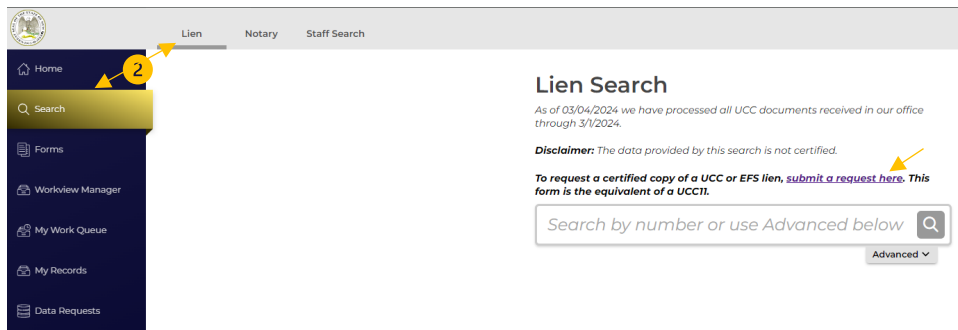 Lien Notary Staff Search
Home
2
Search
Forms
Workview Manager
My Work Queue
My Records
Data Requests
Lien Search
As of 03/04/2024 we have processed all UCC documents received in our office
through 3/1/2024.
Disclaimer: The data provided by this search is not certified.
To request a certified copy of a UCC or EFS lien, submit a request here. This
form is the equivalent of a UCC11.
Search by number or use Advanced below
Advanced